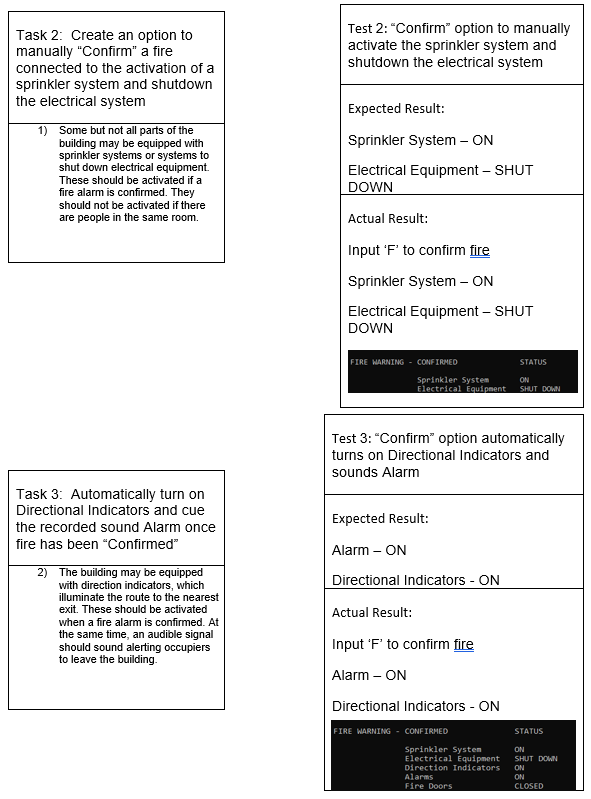 Task 2:  Create an option to
manually “Confirm” a fire
connected to the activation of a
sprinkler system and shutdown
the electrical system
1) Some but not all parts of the
building may be equipped with
sprinkler systems or systems to
shut down electrical equipment.
These should be activated if a
fire alarm is confirmed. They
should not be activated if there
are people in the same room.
Test 2: “Confirm” option to manually
activate the sprinkler system and
shutdown the electrical system
Expected Result:
Sprinkler System – ON
Electrical Equipment – SHUT
DOWN
Actual Result:
Input ‘F’ to confirm fire
Sprinkler System – ON
Electrical Equipment – SHUT
DOWN
FIRE WARNING - CONFIRMED STATUS
Sprinkler System ON
Electrical Equipment SHUT DOWN
Task 3:  Automatically turn on
Directional Indicators and cue
the recorded sound Alarm once
fire has been “Confirmed”
2) The building may be equipped
with direction indicators, which
illuminate the route to the nearest
exit. These should be activated
when a fire alarm is confirmed. At
the same time, an audible signal
should sound alerting occupiers
to leave the building.
Test 3: “Confirm” option automatically
turns on Directional Indicators and
sounds Alarm
Expected Result:
Alarm – ON
Directional Indicators - ON
Actual Result:
Input ‘F’ to confirm fire
Alarm – ON
Directional Indicators - ON
FIRE WARNING - CONFIRMED STATUS
Sprinkler System ON
Electrical Equipment SHUT DOWN
Direction Indicators ON
Alarms ON
Fire Doors CLOSED